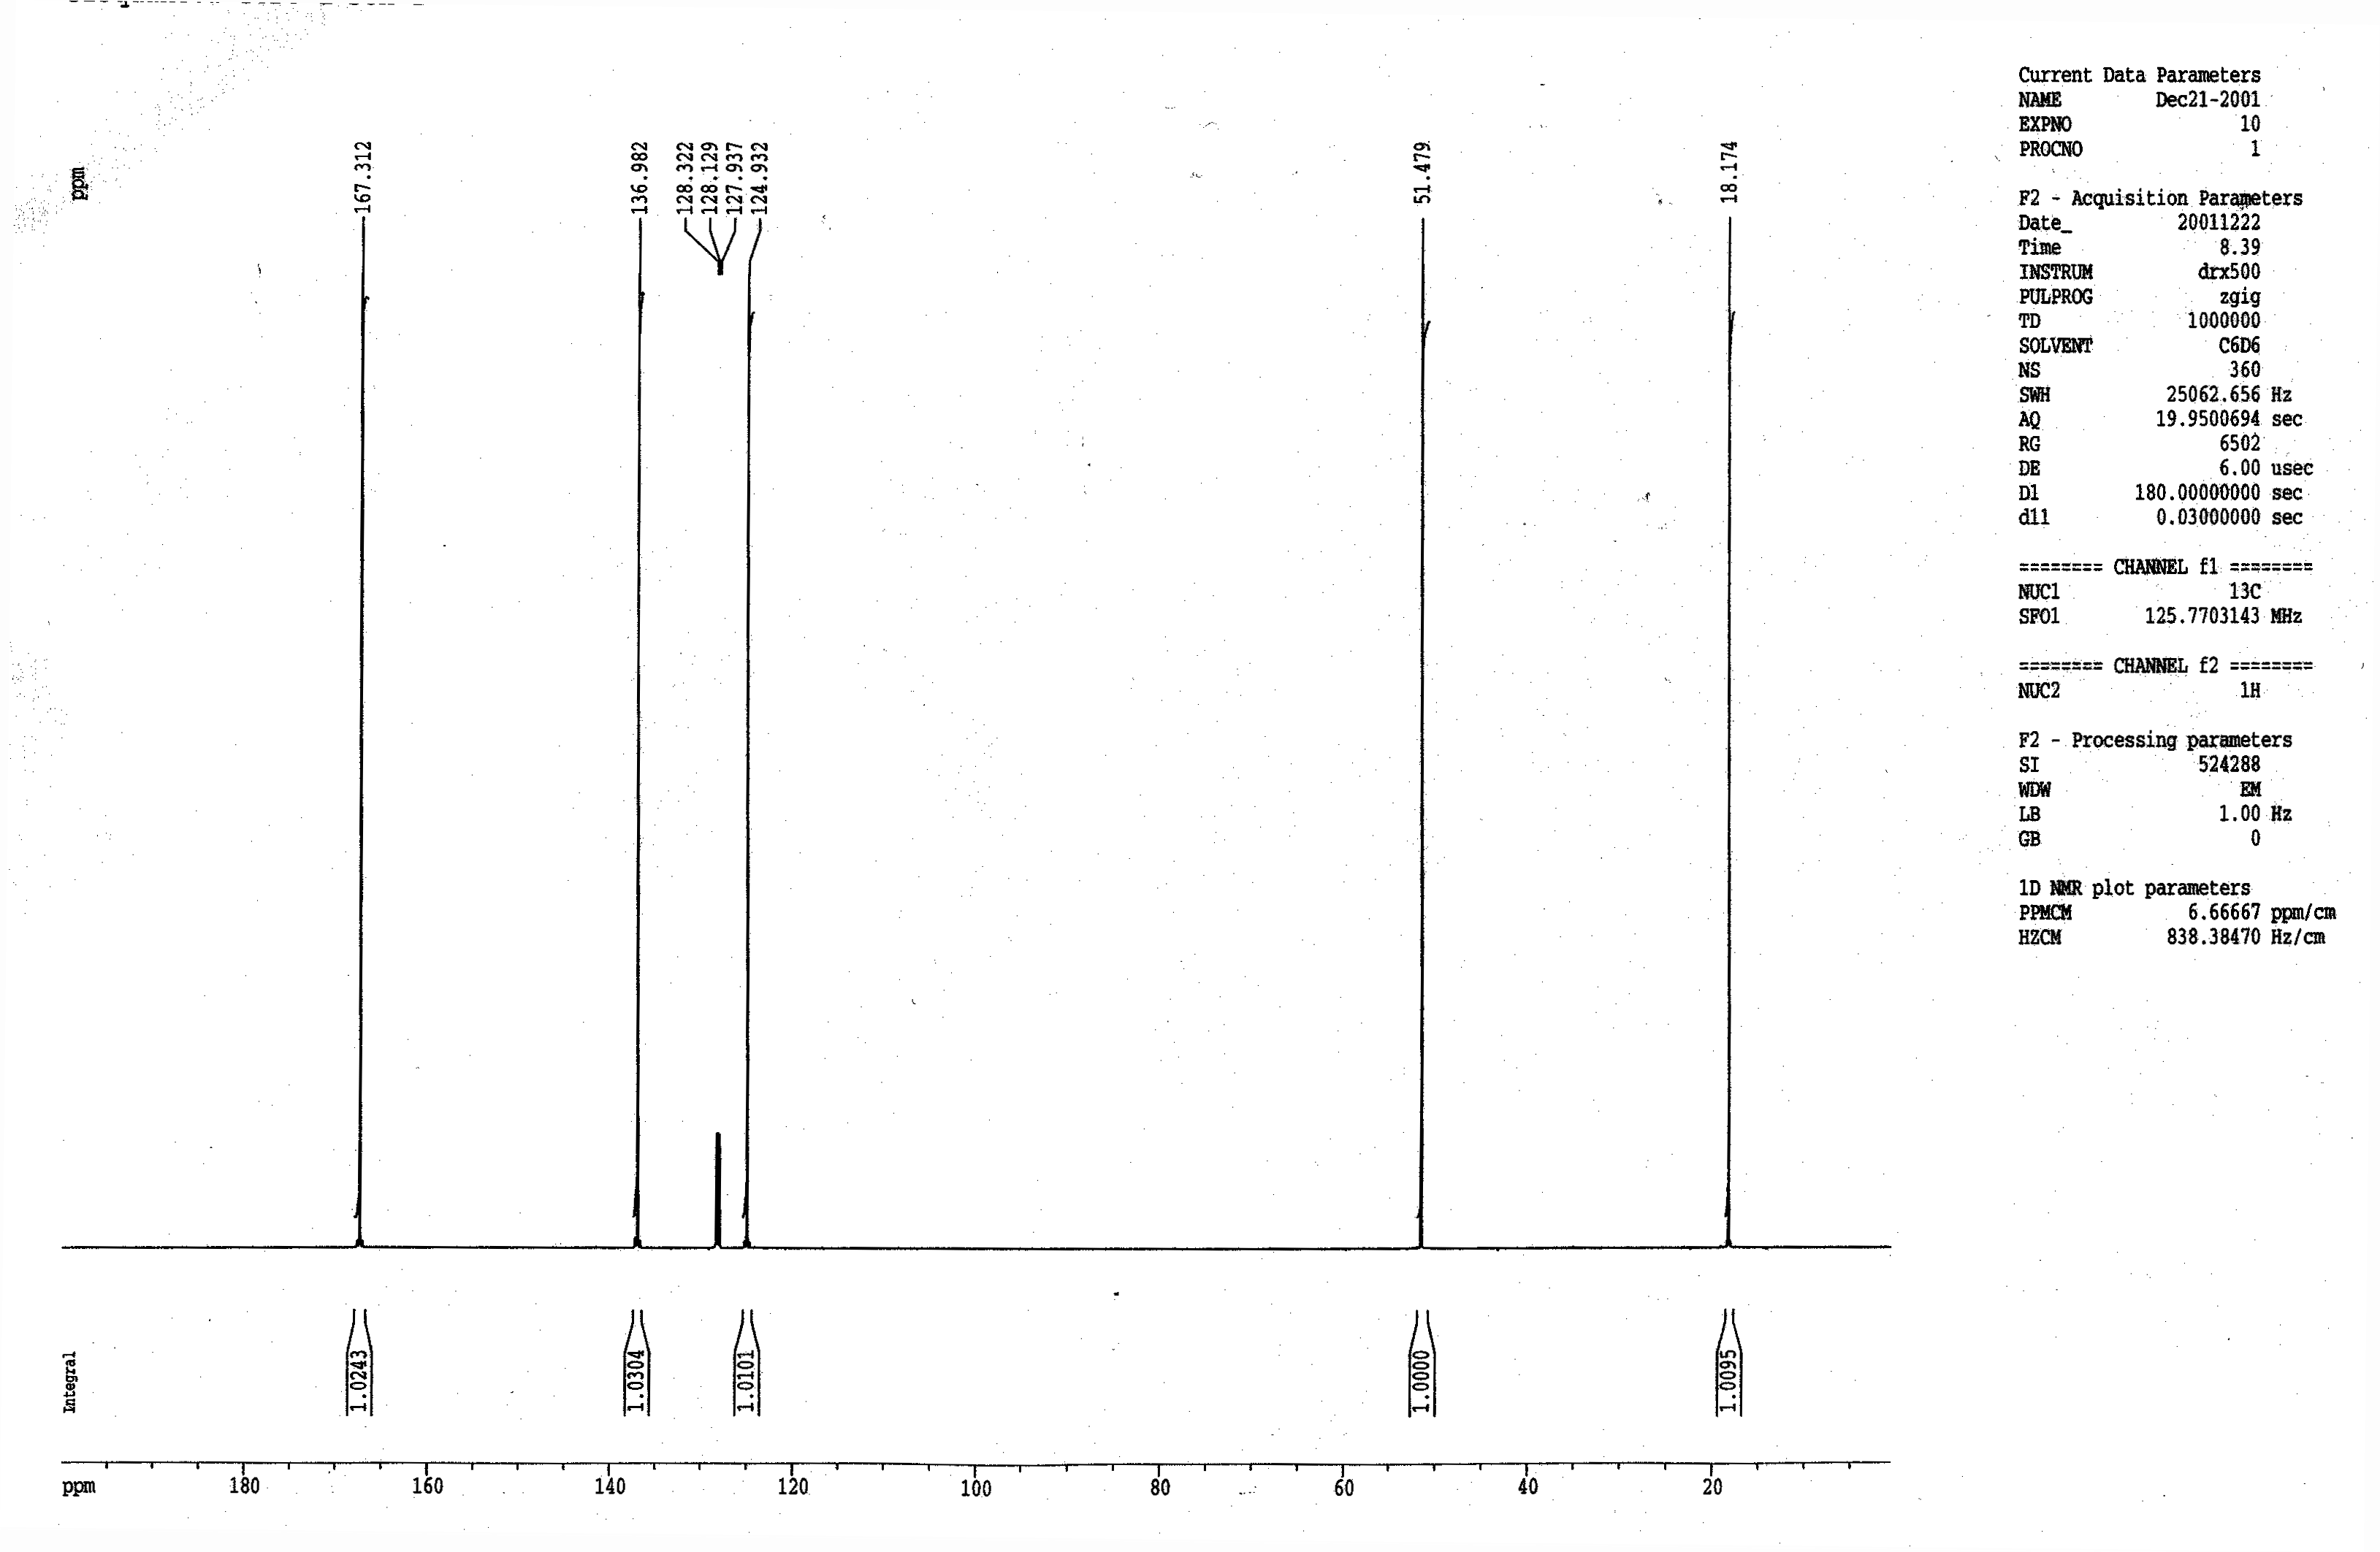 ppm
167.312
136.982
128.322
128.129
127.937
124.932
51.479
18.174
Current Data Parameters
NAME Dec21-2001
EXPNO 10
PROCNO 1
F2 - Acquisition Parameters
Date_ 20011222
Time 8.39
INSTRUM drx500
PULPROG zgig
TD 1000000
SOLVENT C6D6
NS 360
SWH 25062.656 Hz
AQ 19.9500694 sec
RG 6502
DE 6.00 usec
D1 180.00000000 sec
d11 0.03000000 sec
======== CHANNEL f1 ========
NUC1 13C
SFO1 125.7703143 MHz
======== CHANNEL f2 ========
NUC2 1H
F2 - Processing parameters
SI 524288
WDW EM
LB 1.00 Hz
GB 0
1D NMR plot parameters
PPMCM 6.66667 ppm/cm
HZCM 838.38470 Hz/cm
Integral
1.0243
1.0304
1.0101
1.0000
1.0095
ppm 180 160 140 120 100 80 60 40 20